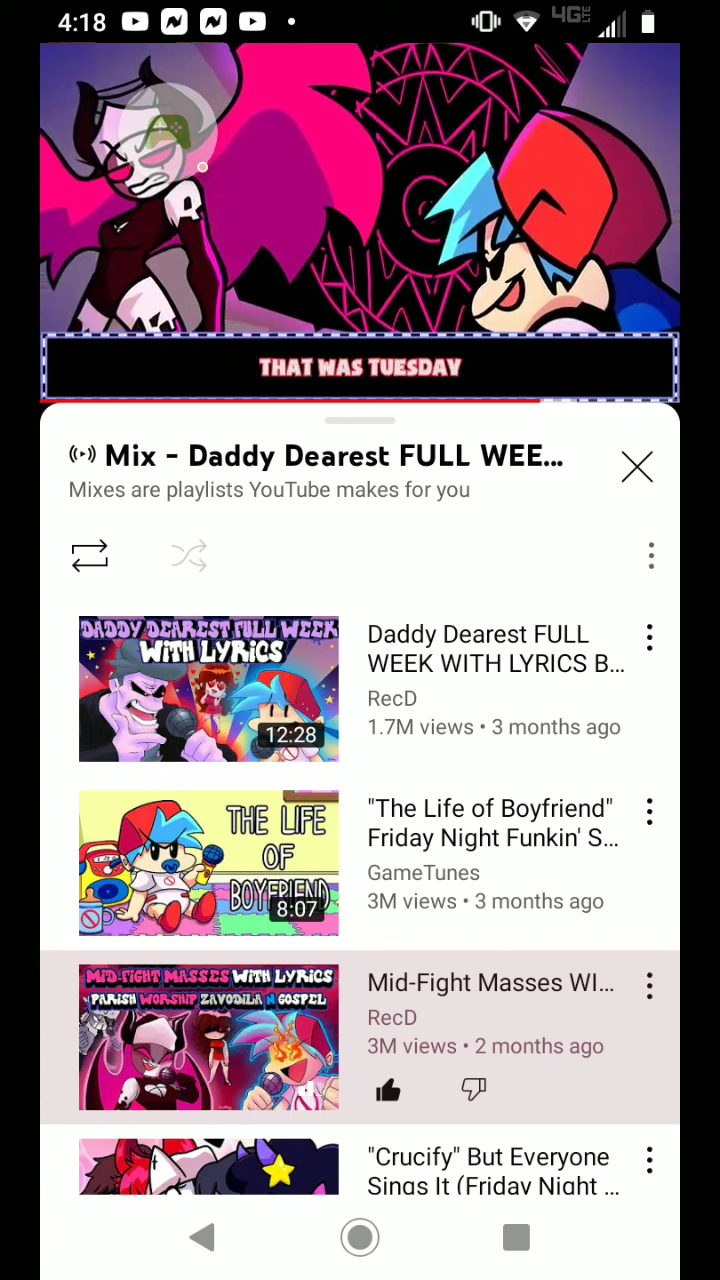 4:18
4G LTE
THAT WAS TUESDAY
Mix - Daddy Dearest FULL WEE...
Mixes are playlists YouTube makes for you
DADDY DEAREST FULL WEEK
WITH LYRICS
12:28
Daddy Dearest FULL
WEEK WITH LYRICS B...
RecD
1.7M views • 3 months ago
THE LIFE
OF
BOYFRIEND
8:07
"The Life of Boyfriend"
Friday Night Funkin' S...
GameTunes
3M views • 3 months ago
MID-FIGHT MASSES WITH LYRICS
PARISH WORSHIP ZAVODILA N GOSPEL
Mid-Fight Masses WI...
RecD
3M views • 2 months ago
"Crucify" But Everyone
Sings It (Friday Night ...